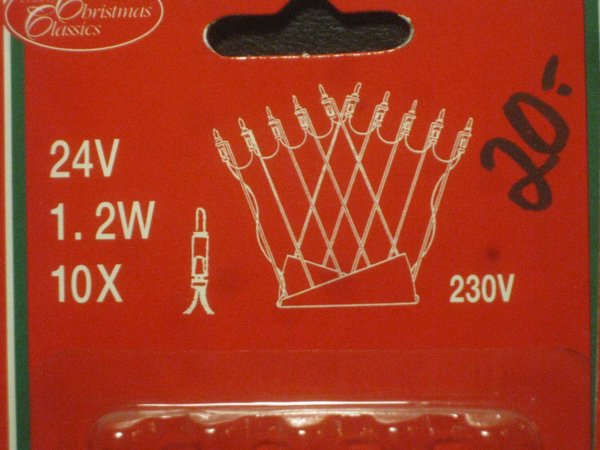 Christmas
Classics
20:-
24V
1.2W
10X
230V